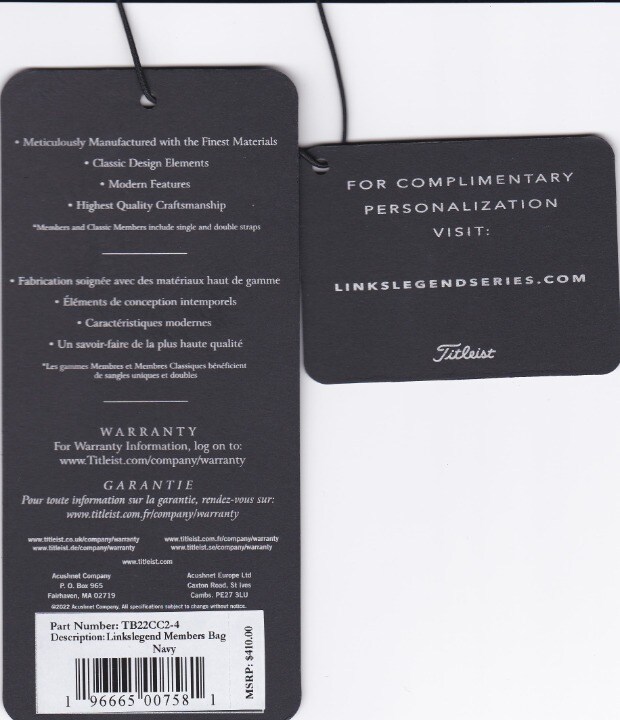 • Meticulously Manufactured with the Finest Materials
• Classic Design Elements
• Modern Features
• Highest Quality Craftsmanship
*Members and Classic Members include single and double straps
• Fabrication soignée avec des matériaux haut de gamme
• Éléments de conception intemporels
• Caractéristiques modernes
• Un savoir-faire de la plus haute qualité
*Les gammes Membres et Membres Classiques bénéficient
de sangles uniques et doubles
WARRANTY
For Warranty Information, log on to:
www.Titleist.com/company/warranty
GARANTIE
Pour toute information sur la garantie, rendez-vous sur:
www.titleist.com.fr/company/warranty
www.titleist.co.uk/company/warranty www.titleist.com.fr/company/warranty
www.titleist.de/company/warranty www.titleist.se/company/warranty
www.titleist.com
Acushnet Company Acushnet Europe Ltd
P. O. Box 965 Caxton Road, St Ives
Fairhaven, MA 02719 Cambs. PE27 3LU
©2022 Acushnet Company. All specifications subject to change without notice.
Part Number: TB22CC2-4
Description: Linkslegend Members Bag
Navy
MSRP: $410.00
1 96665 00758 1
FOR COMPLIMENTARY
PERSONALIZATION
VISIT:
LINKSLEGENDSERIES.COM
Titleist